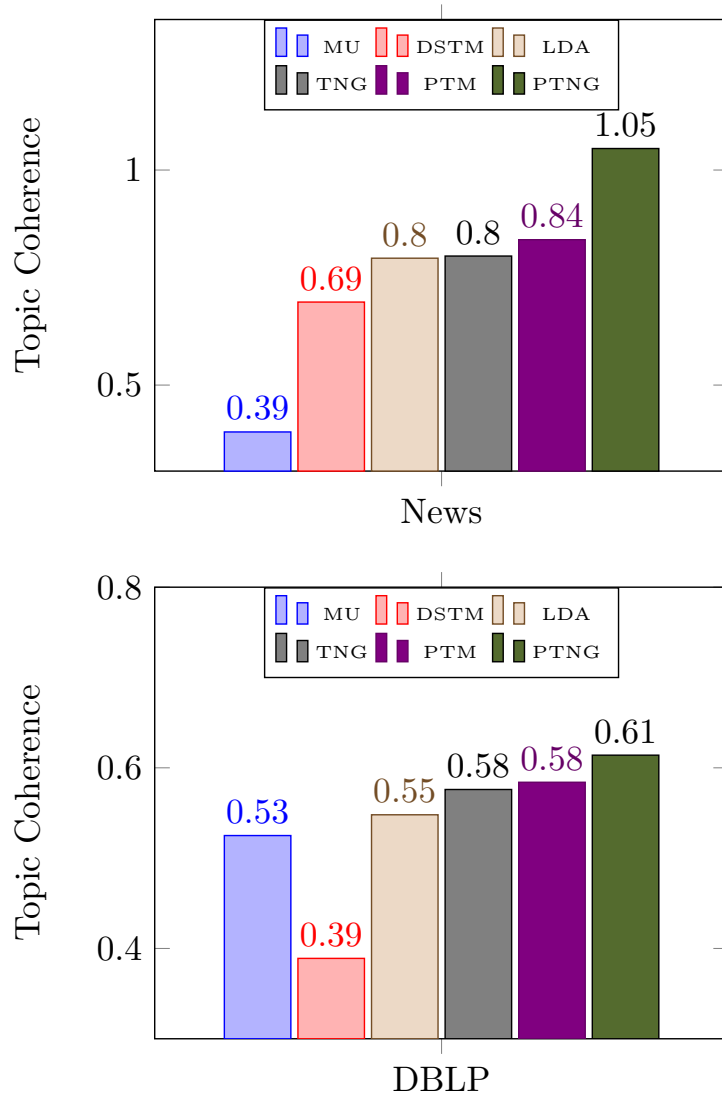 MU DSTM LDA
TNG PTM PTNG
1.05
1
Topic Coherence
0.84
0.8 0.8
0.69
0.5
0.39
News
0.8
MU DSTM LDA
TNG PTM PTNG
0.61
0.6
Topic Coherence
0.58 0.58
0.55
0.53
0.4
0.39
DBLP